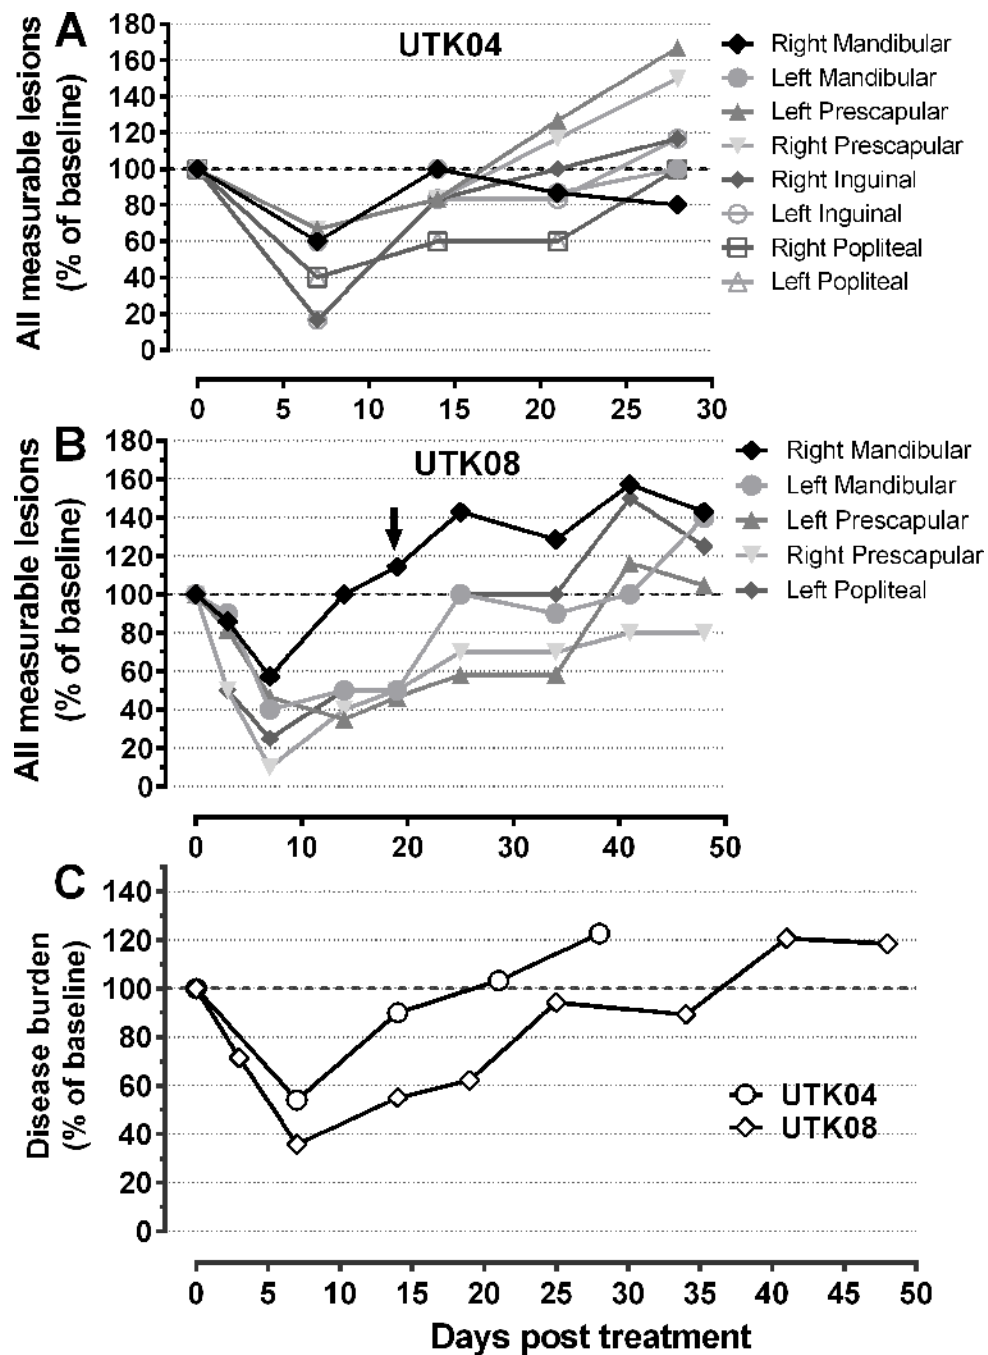 A
UTK04
All measurable lesions
(% of baseline)
180
160
140
120
100
80
60
40
20
0
0 5 10 15 20 25 30
Right Mandibular
Left Mandibular
Left Prescapular
Right Prescapular
Right Inguinal
Left Inguinal
Right Popliteal
Left Popliteal
B
UTK08
All measurable lesions
(% of baseline)
180
160
140
120
100
80
60
40
20
0
0 10 20 30 40 50
Right Mandibular
Left Mandibular
Left Prescapular
Right Prescapular
Left Popliteal
C
Disease burden
(% of baseline)
140
120
100
80
60
40
20
0
UTK04
UTK08
0 5 10 15 20 25 30 35 40 45 50
Days post treatment